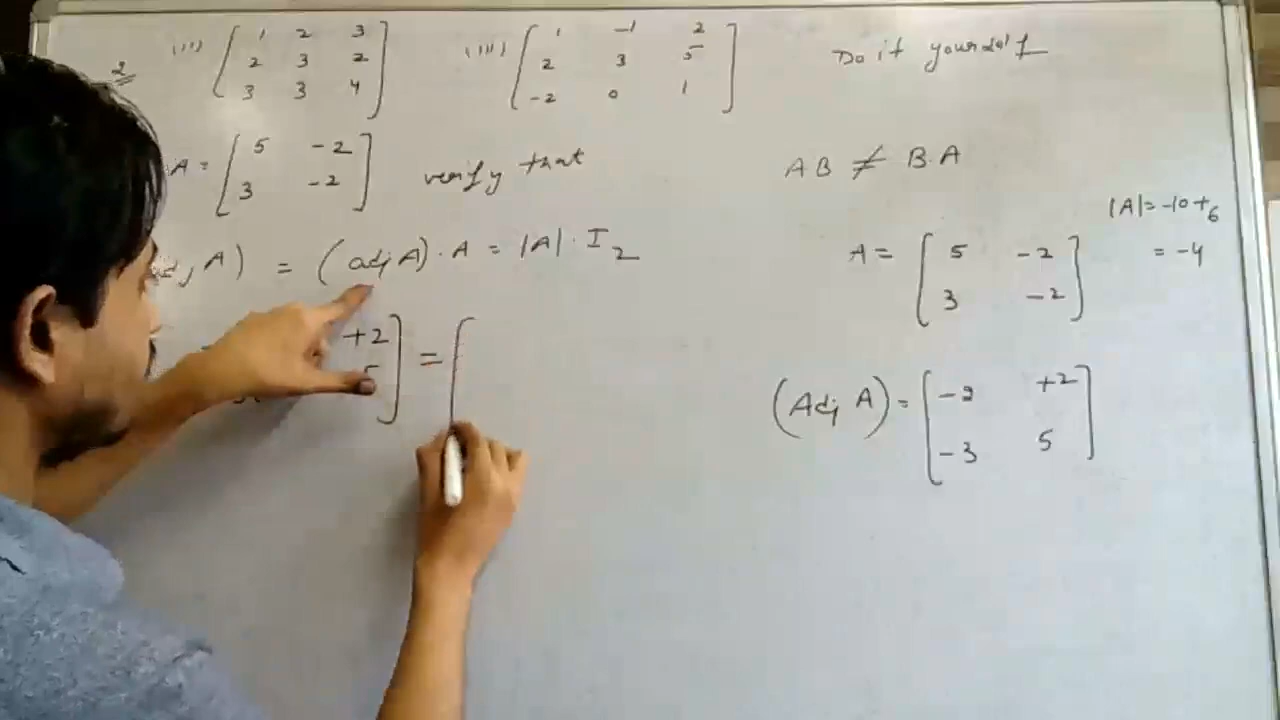 2 (ii) [ 1 2 3 (iii) [ 1 -1 2 Do it yourself
2 3 2 ] 2 3 5 ]
3 3 4 -2 0 1
A = [ 5 -2 ] verify that
3 -2
AB ≠ B.A
|A| = -10+6
= -4
A) = (adj A) · A = |A| · I₂
A = [ 5 -2 ]
3 -2
+2 ] = [
5
(Adj A) = [ -2 +2 ]
-3 5